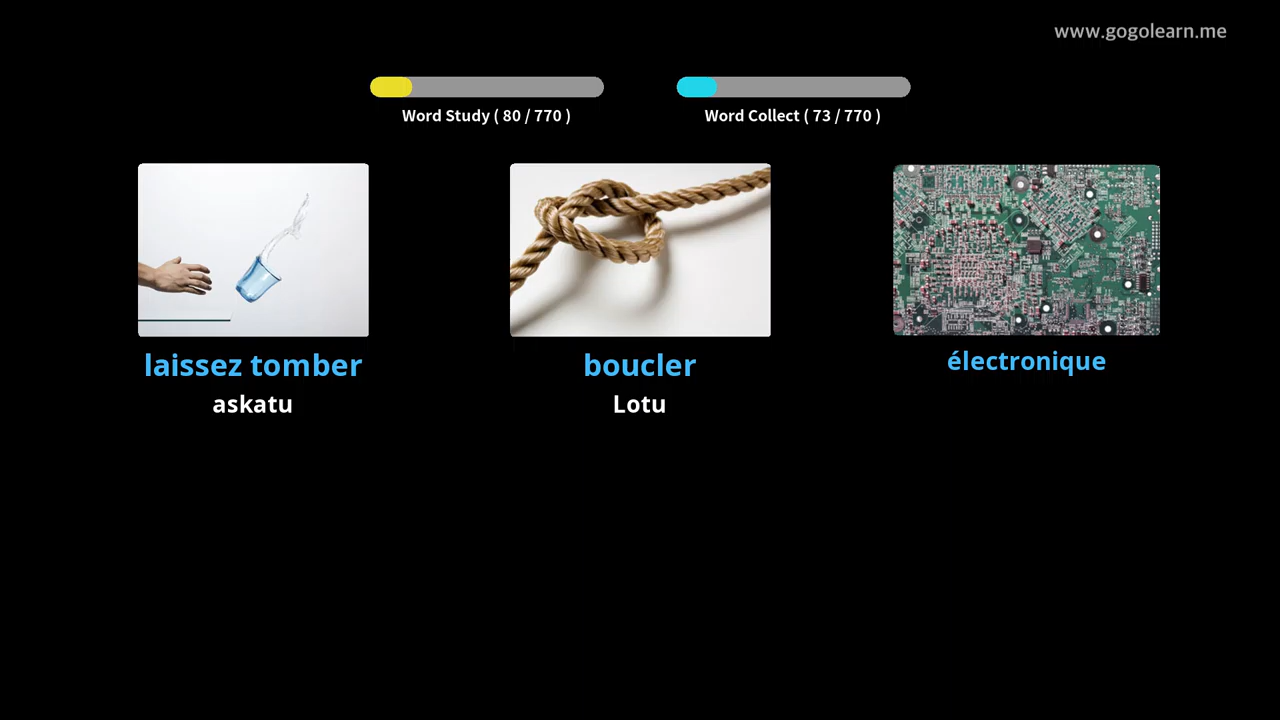 www.gogolearn.me
Word Study ( 80 / 770 )
Word Collect ( 73 / 770 )
laissez tomber
askatu
boucler
Lotu
électronique